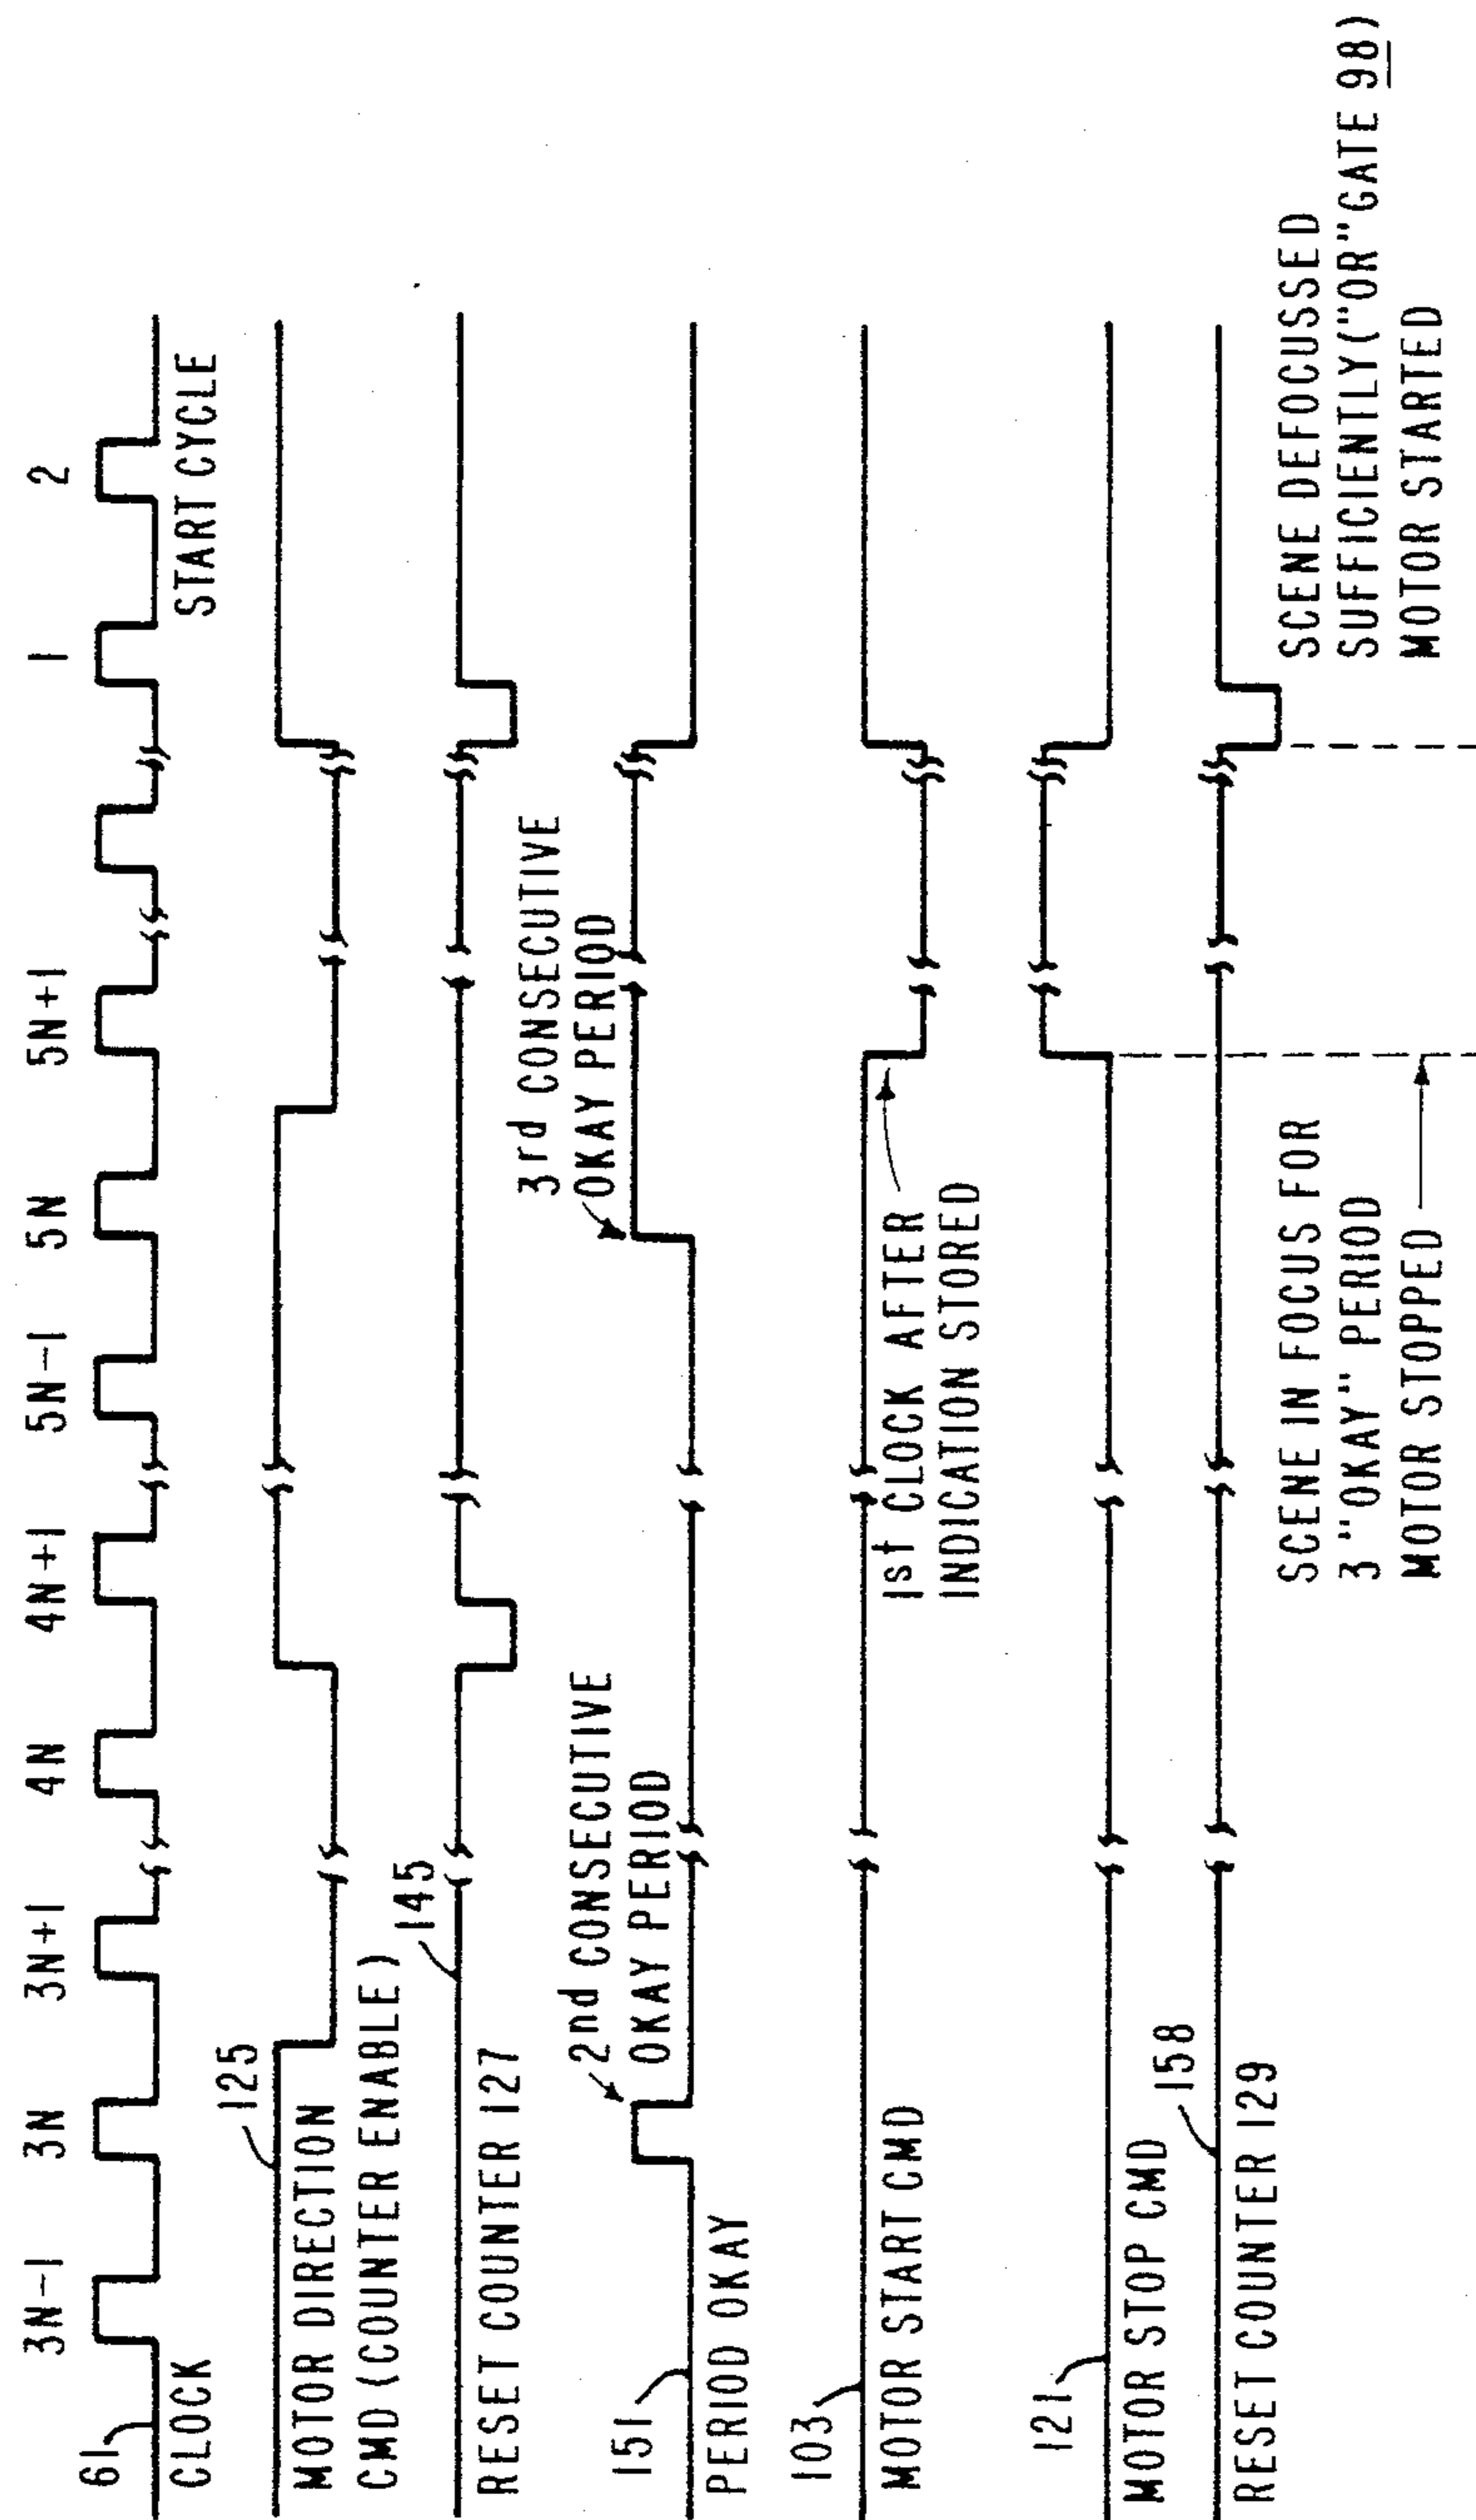 3N-1 3N 3N+1 4N 4N+1 5N-1 5N 5N+1 1 2
61
CLOCK
START CYCLE
125
MOTOR DIRECTION
CMD (COUNTER ENABLE)
145
RESET COUNTER 127
2nd CONSECUTIVE
OKAY PERIOD
3rd CONSECUTIVE
OKAY PERIOD
151
PERIOD OKAY
103
MOTOR START CMD
1st CLOCK AFTER
INDICATION STORED
121
MOTOR STOP CMD
158
RESET COUNTER 129
SCENE IN FOCUS FOR
3 "OKAY" PERIOD
MOTOR STOPPED
SCENE DEFOCUSSED
SUFFICIENTLY ("OR" GATE 98)
MOTOR STARTED